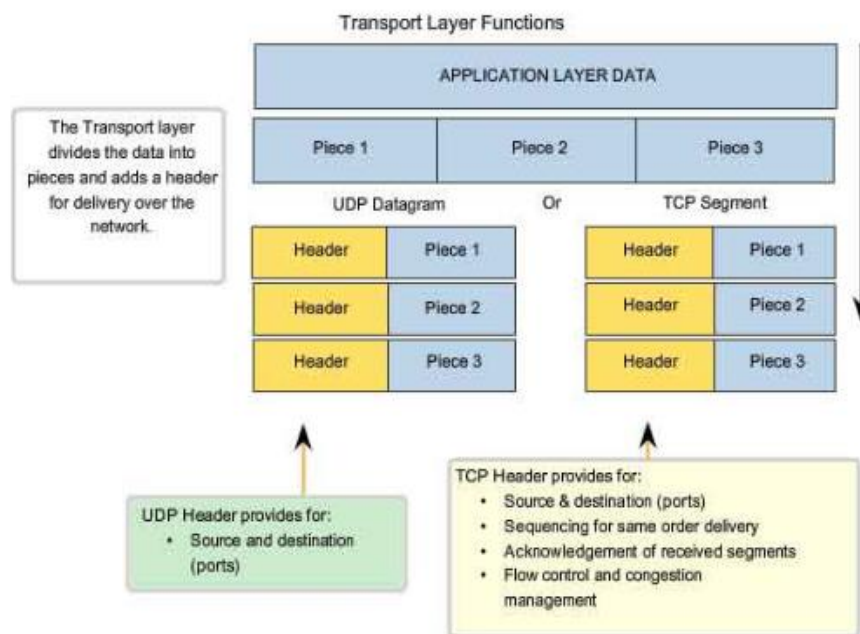 Transport Layer Functions
APPLICATION LAYER DATA
The Transport layer
divides the data into
pieces and adds a header
for delivery over the
network.
Piece 1 Piece 2 Piece 3
UDP Datagram Or TCP Segment
Header Piece 1 Header Piece 1
Header Piece 2 Header Piece 2
Header Piece 3 Header Piece 3
UDP Header provides for:
• Source and destination
(ports)
TCP Header provides for:
• Source & destination (ports)
• Sequencing for same order delivery
• Acknowledgement of received segments
• Flow control and congestion
management